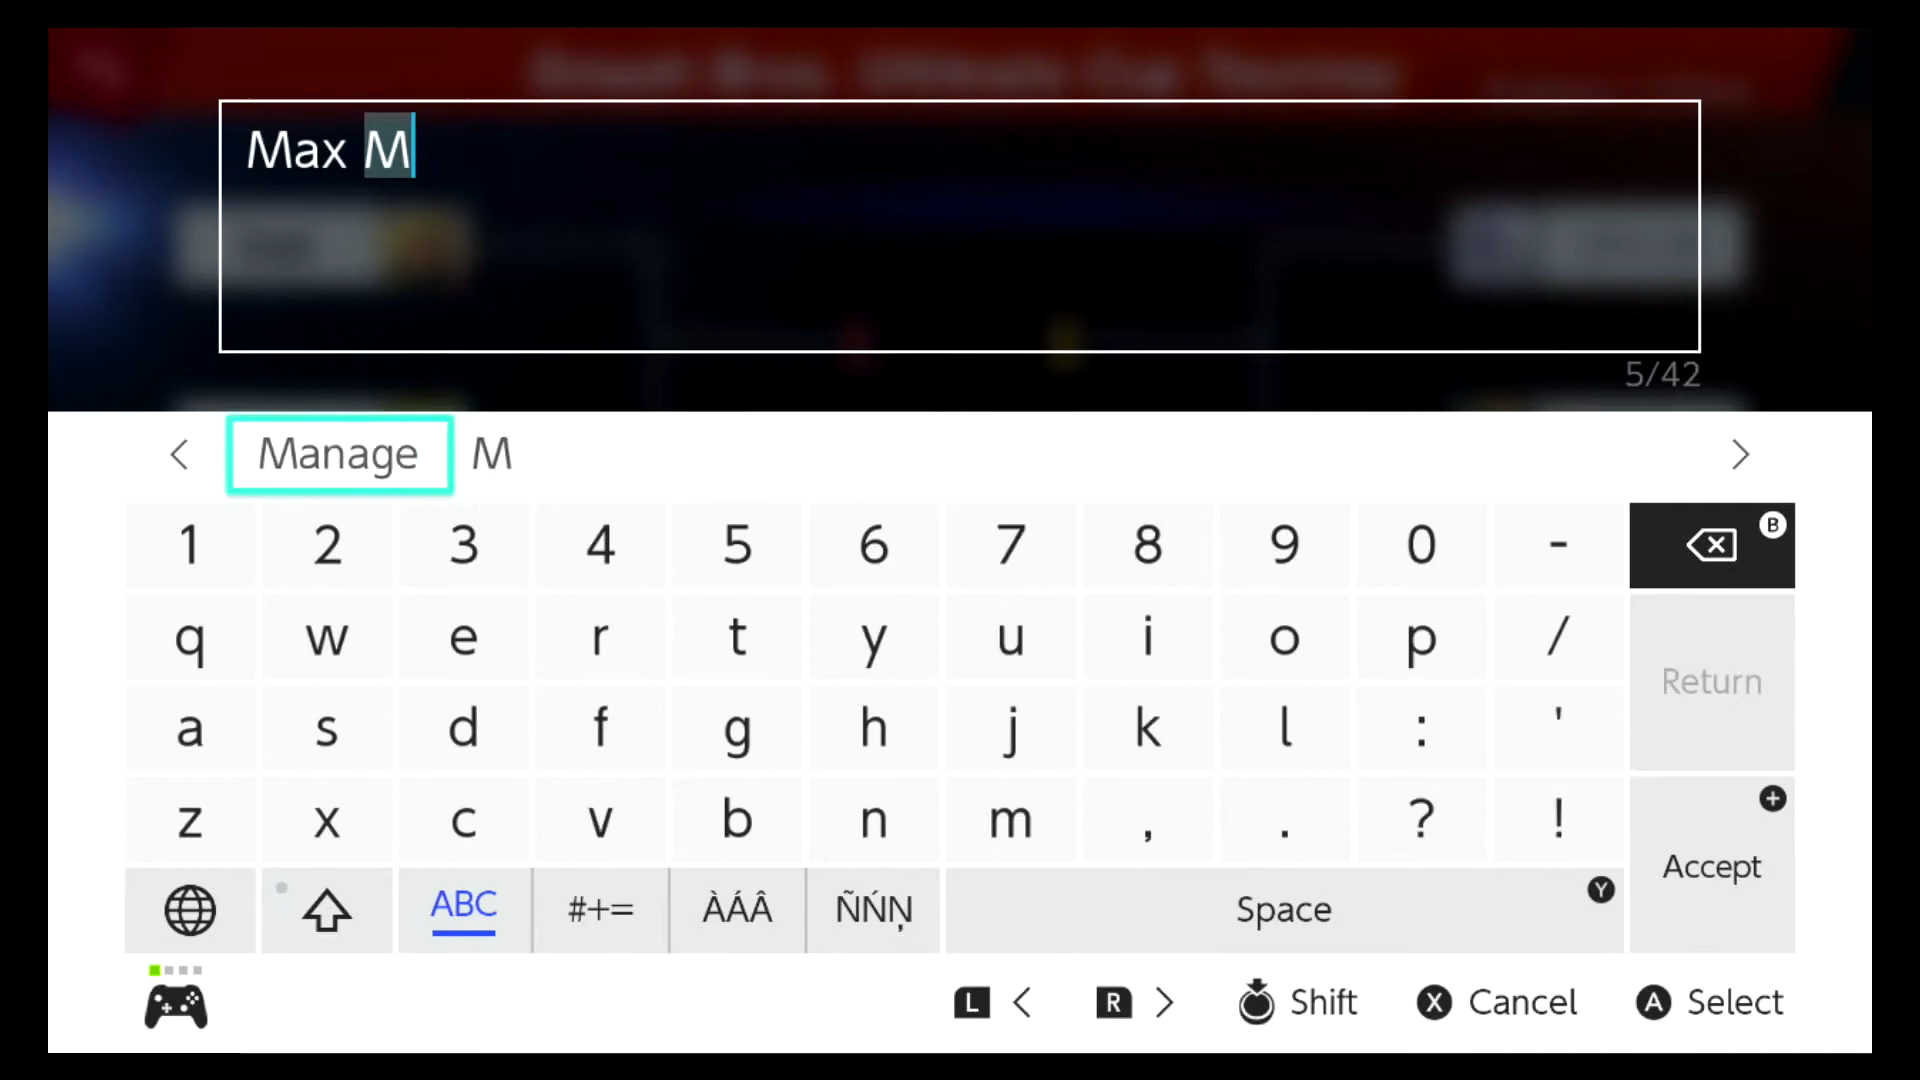 Max M
5/42
< Manage M >
1 2 3 4 5 6 7 8 9 0 - B
q w e r t y u i o p / Return
a s d f g h j k l : '
z x c v b n m , . ? ! + Accept
ABC #+= ÀÁÂ ÑŃŅ Space Y
L < R > Shift X Cancel A Select